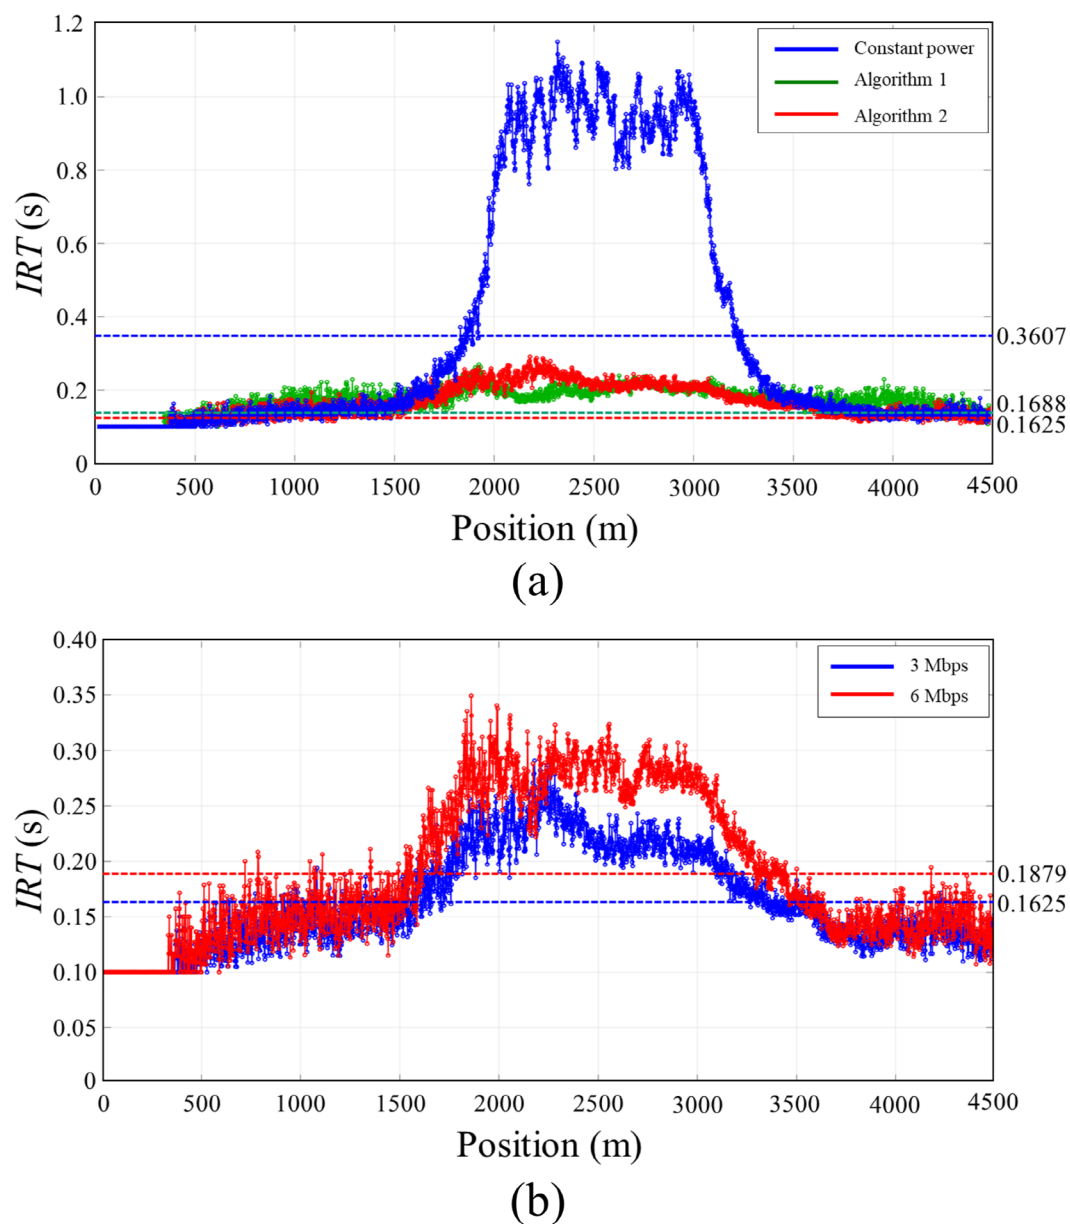 1.2
1.0
0.8
0.6
0.4
0.2
0
IRT (s)
Constant power
Algorithm 1
Algorithm 2
0.3607
0.1688
0.1625
0 500 1000 1500 2000 2500 3000 3500 4000 4500
Position (m)
(a)
0.40
0.35
0.30
0.25
0.20
0.15
0.10
0.05
0
IRT (s)
3 Mbps
6 Mbps
0.1879
0.1625
0 500 1000 1500 2000 2500 3000 3500 4000 4500
Position (m)
(b)